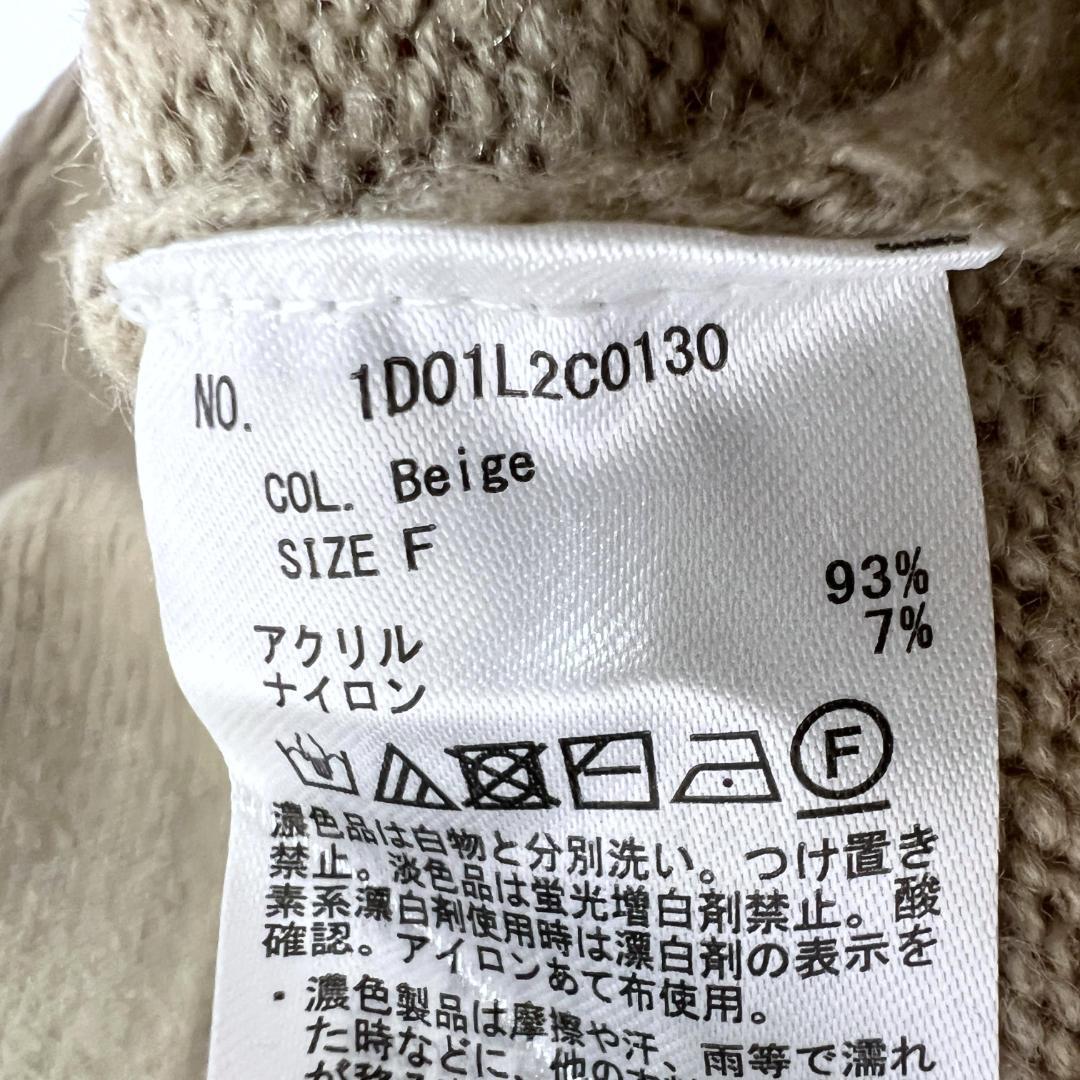 NO. 1D01L2C0130
COL. Beige
SIZE F
アクリル 93%
ナイロン 7%
F
濃色品は白物と分別洗い。つけ置き
禁止。淡色品は蛍光増白剤禁止。酸
素系漂白剤使用時は漂白剤の表示を
確認。アイロンあて布使用。
・濃色製品は摩擦や汗、雨等で濡れ
た時などに、他の